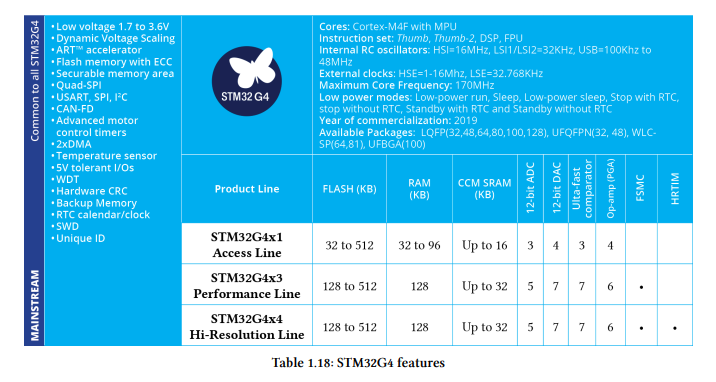 Common to all STM32G4
MAINSTREAM
• Low voltage 1.7 to 3.6V
• Dynamic Voltage Scaling
• ART™ accelerator
• Flash memory with ECC
• Securable memory area
• Quad-SPI
• USART, SPI, I²C
• CAN-FD
• Advanced motor
control timers
• 2xDMA
• Temperature sensor
• 5V tolerant I/Os
• WDT
• Hardware CRC
• Backup Memory
• RTC calendar/clock
• SWD
• Unique ID
STM32 G4
Cores: Cortex-M4F with MPU
Instruction set: Thumb, Thumb-2, DSP, FPU
Internal RC oscillators: HSI=16MHz, LSI1/LSI2=32KHz, USB=100Khz to
48MHz
External clocks: HSE=1-16Mhz, LSE=32.768KHz
Maximum Core Frequency: 170MHz
Low power modes: Low-power run, Sleep, Low-power sleep, Stop with RTC,
stop without RTC, Standby with RTC and Standby without RTC
Year of commercialization: 2019
Available Packages: LQFP(32,48,64,80,100,128), UFQFPN(32, 48), WLC-
SP(64,81), UFBGA(100)
Product Line
FLASH (KB)
RAM
(KB)
CCM SRAM
(KB)
12-bit ADC
12-bit DAC
Ulta-fast
comparator
Op-amp (PGA)
FSMC
HRTIM
STM32G4x1
Access Line
32 to 512
32 to 96
Up to 16
3
4
3
4
STM32G4x3
Performance Line
128 to 512
128
Up to 32
5
7
7
6
•
STM32G4x4
Hi-Resolution Line
128 to 512
128
Up to 32
5
7
7
6
•
•
Table 1.18: STM32G4 features